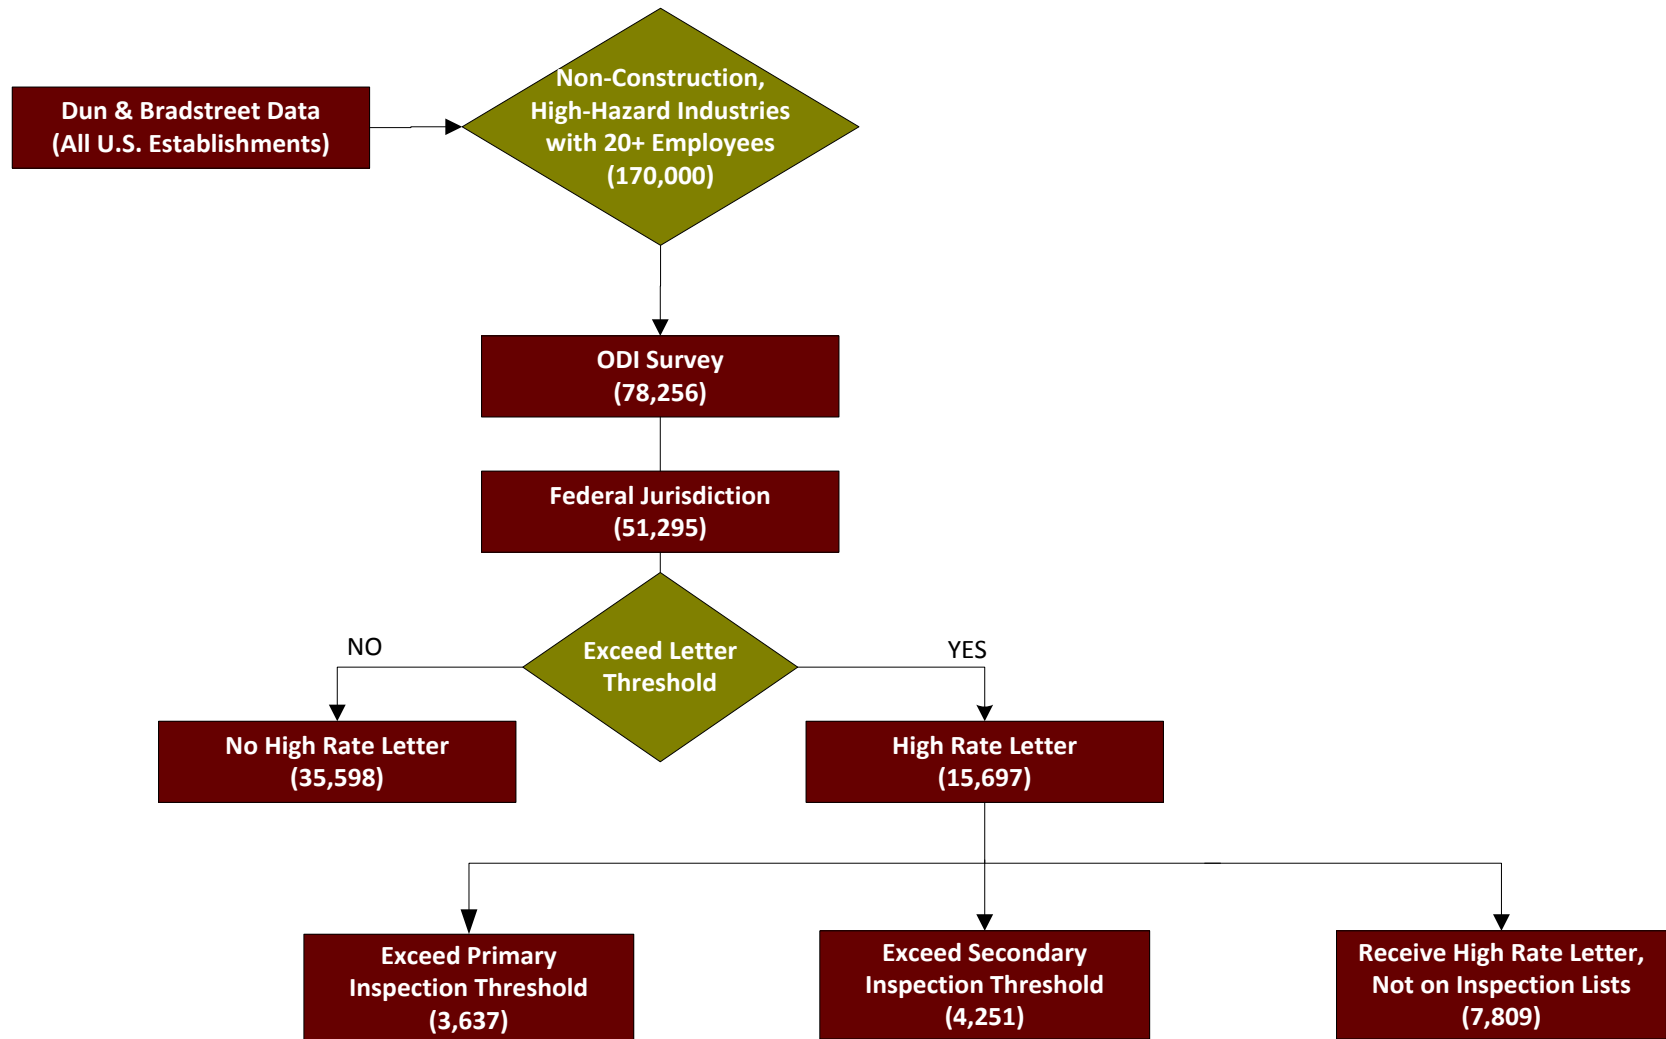 Non-Construction,
High-Hazard Industries
with 20+ Employees
(170,000)
Dun & Bradstreet Data
(All U.S. Establishments)
ODI Survey
(78,256)
Federal Jurisdiction
(51,295)
NO
Exceed Letter
Threshold
YES
No High Rate Letter
(35,598)
High Rate Letter
(15,697)
Exceed Primary
Inspection Threshold
(3,637)
Exceed Secondary
Inspection Threshold
(4,251)
Receive High Rate Letter,
Not on Inspection Lists
(7,809)